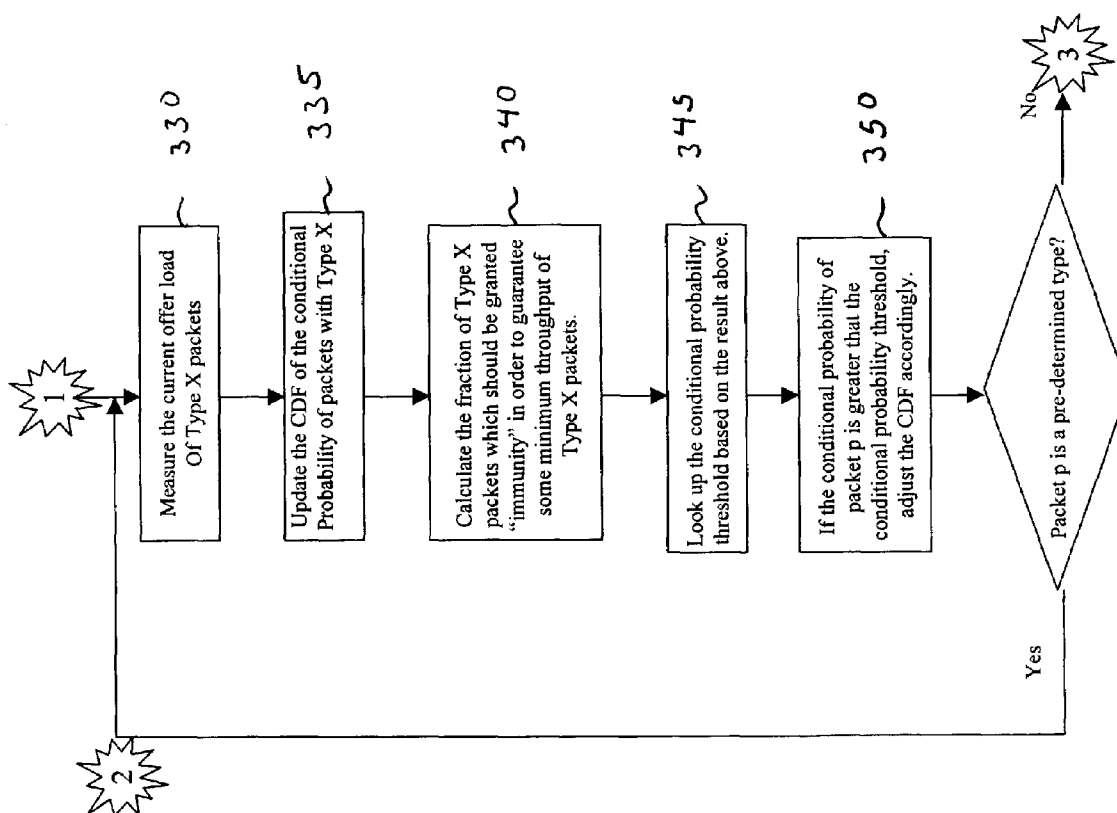 1
2
Measure the current offer load
Of Type X packets
330
Update the CDF of the conditional
Probability of packets with Type X
335
Calculate the fraction of Type X
packets which should be granted
“immunity” in order to guarantee
some minimum throughput of
Type X packets.
340
Look up the conditional probability
threshold based on the result above.
345
If the conditional probability of
packet p is greater that the
conditional probability threshold,
adjust the CDF accordingly.
350
Packet p is a pre-determined type?
Yes
No
3